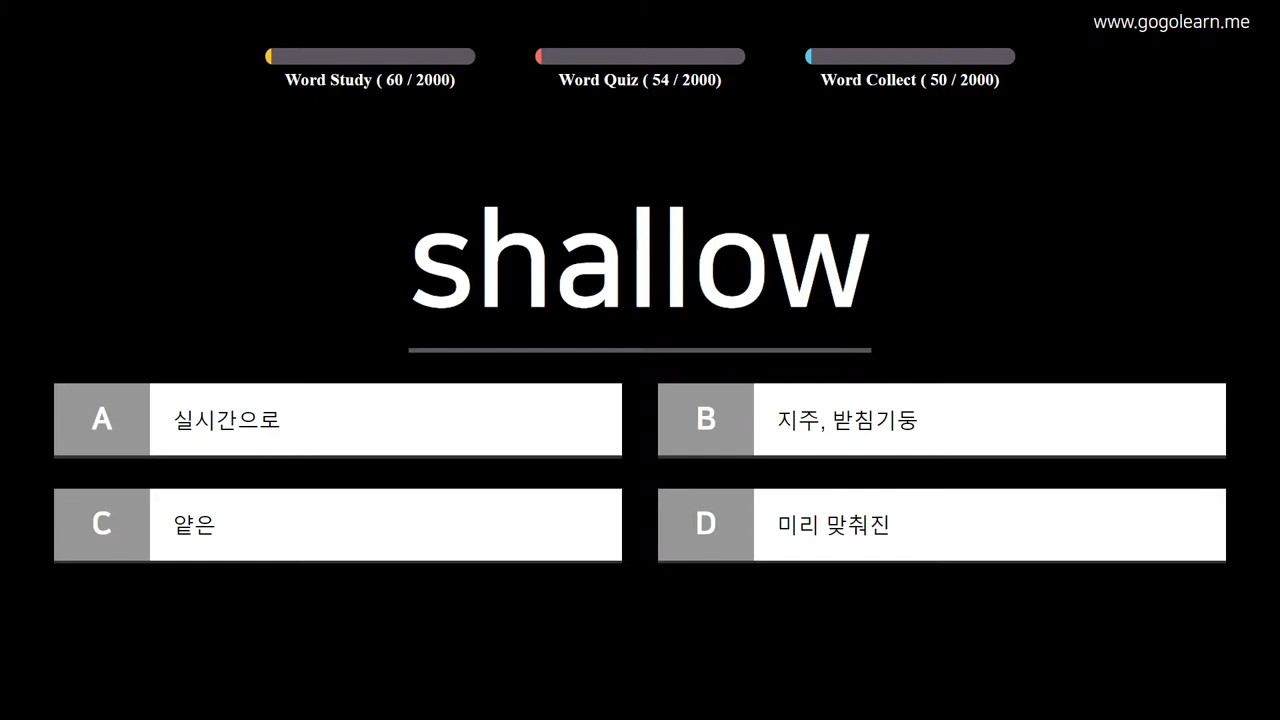 www.gogolearn.me
Word Study ( 60 / 2000)
Word Quiz ( 54 / 2000)
Word Collect ( 50 / 2000)
shallow
A 실시간으로
B 지주, 받침기둥
C 얕은
D 미리 맞춰진